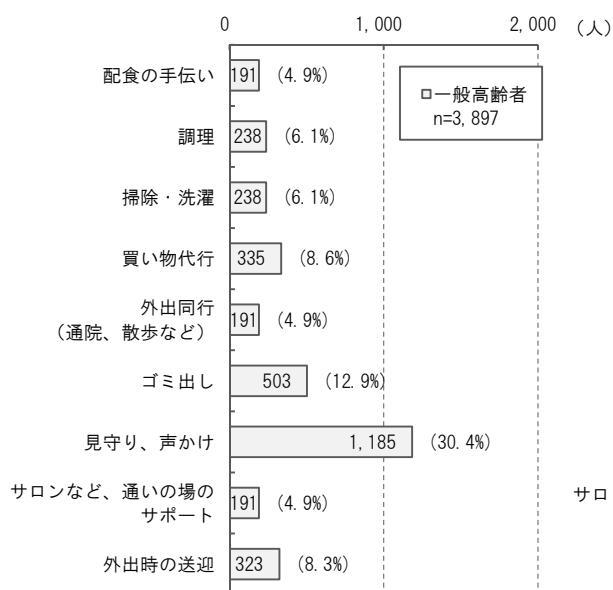 0 1,000 2,000 (人)
□一般高齢者
n=3,897
配食の手伝い 191 (4.9%)
調理 238 (6.1%)
掃除・洗濯 238 (6.1%)
買い物代行 335 (8.6%)
外出同行
(通院、散歩など) 191 (4.9%)
ゴミ出し 503 (12.9%)
見守り、声かけ 1,185 (30.4%)
サロンなど、通いの場の
サポート 191 (4.9%)
サロ
外出時の送迎 323 (8.3%)